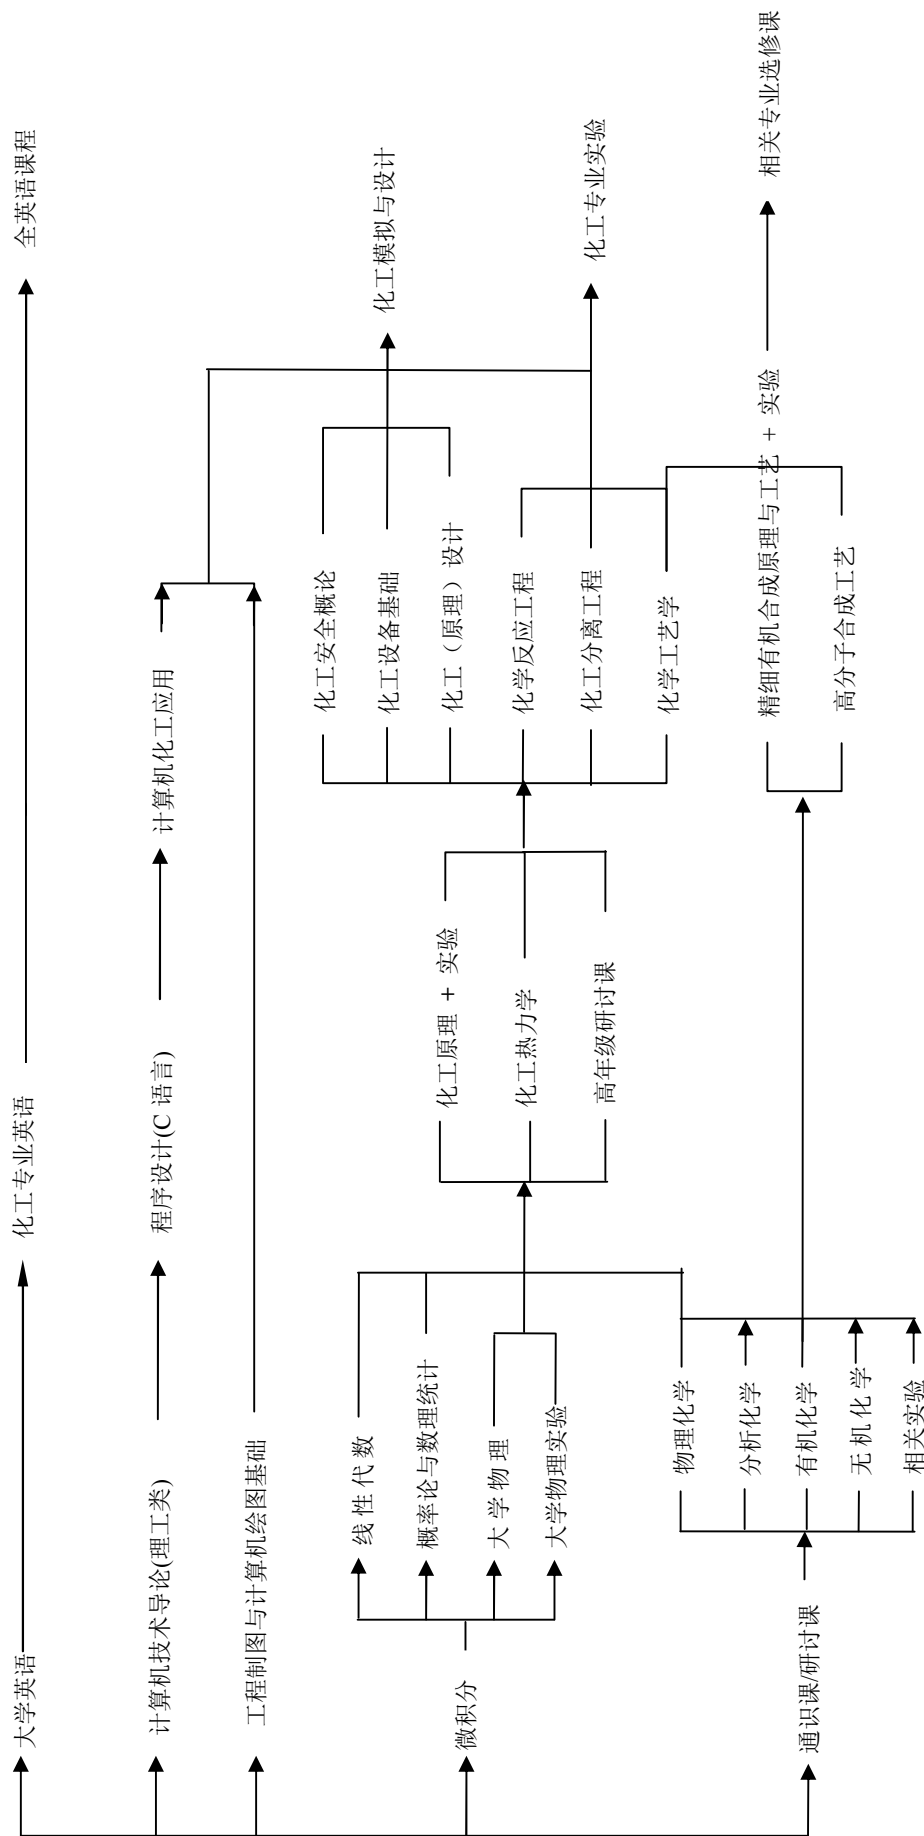 大学英语
化工专业英语
全英语课程
计算机技术导论(理工类)
程序设计(C 语言)
计算机化工应用
工程制图与计算机绘图基础
微积分
线 性 代 数
概率论与数理统计
大 学 物 理
大学物理实验
化工原理 + 实验
化工热力学
高年级研讨课
化工安全概论
化工设备基础
化工（原理）设计
化学反应工程
化工分离工程
化学工艺学
化工模拟与设计
化工专业实验
通识课/研讨课
物理化学
分析化学
有机化学
无 机 化 学
相关实验
精细有机合成原理与工艺 + 实验
高分子合成工艺
相关专业选修课